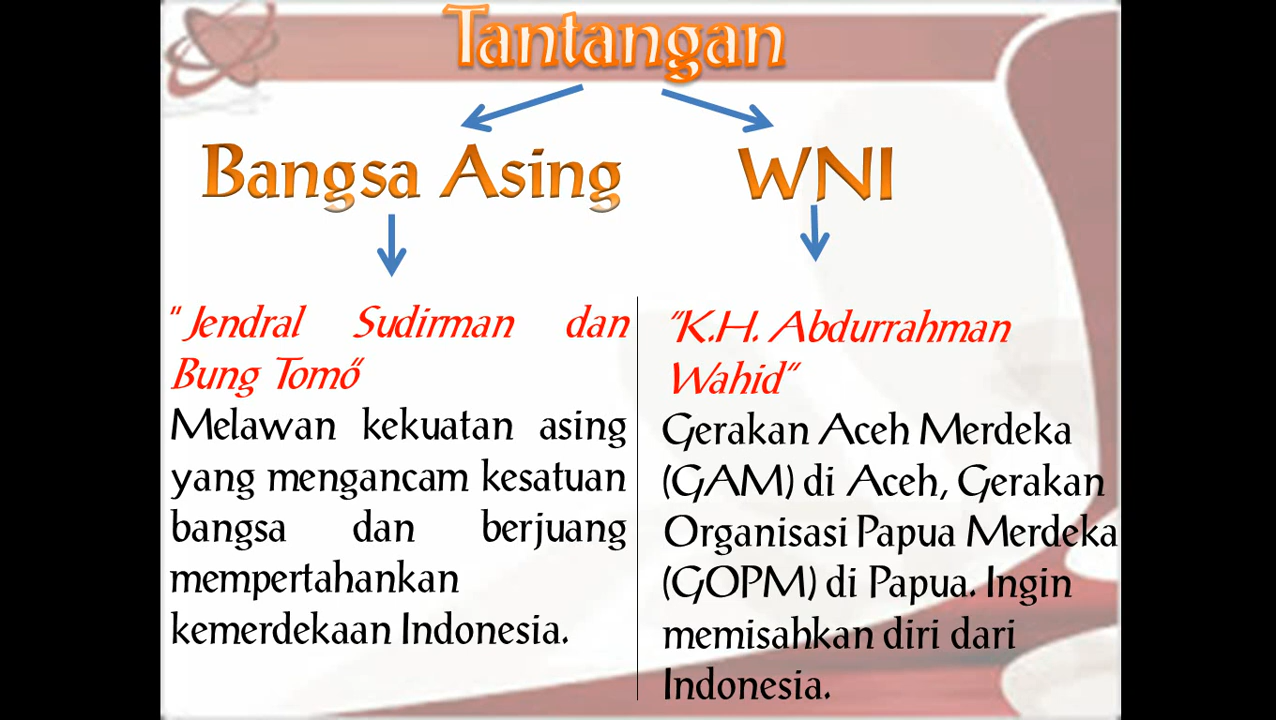 Tantangan
Bangsa Asing
WNI
"Jendral Sudirman dan
Bung Tomo"
Melawan kekuatan asing
yang mengancam kesatuan
bangsa dan berjuang
mempertahankan
kemerdekaan Indonesia.
"K.H. Abdurrahman
Wahid"
Gerakan Aceh Merdeka
(GAM) di Aceh, Gerakan
Organisasi Papua Merdeka
(GOPM) di Papua. Ingin
memisahkan diri dari
Indonesia.